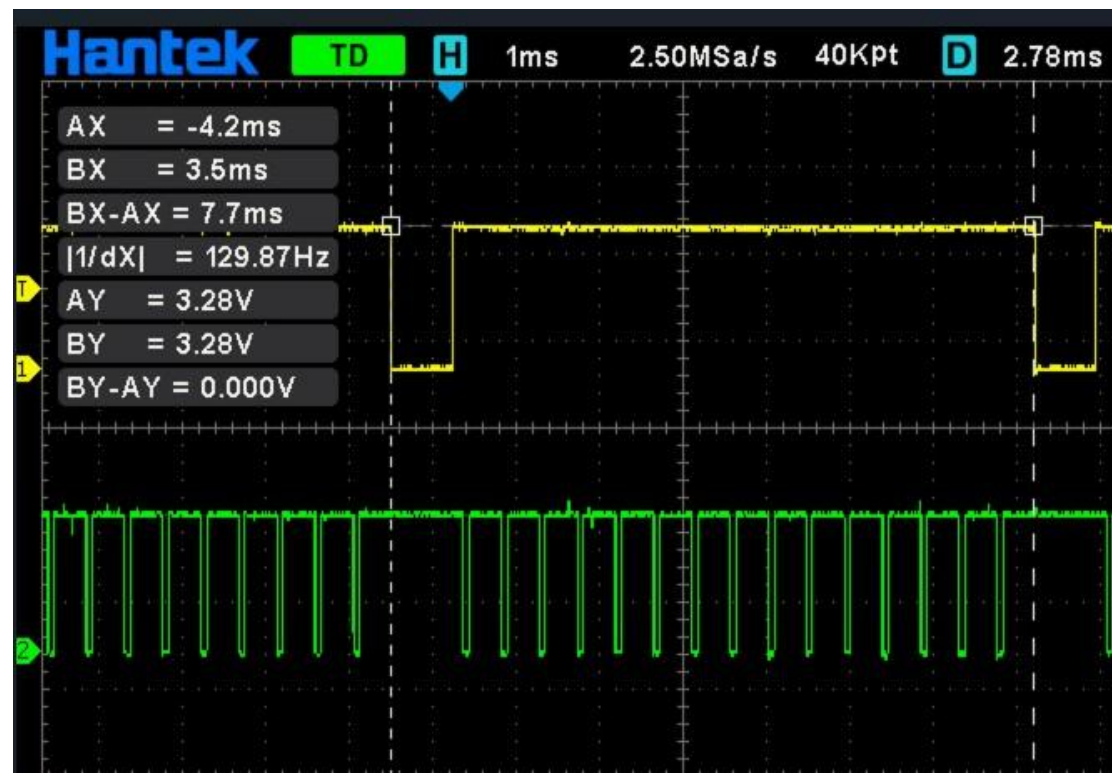 Hantek TD H 1ms 2.50MSa/s 40Kpt D 2.78ms
AX = -4.2ms
BX = 3.5ms
BX-AX = 7.7ms
|1/dX| = 129.87Hz
T
AY = 3.28V
BY = 3.28V
1
BY-AY = 0.000V
2